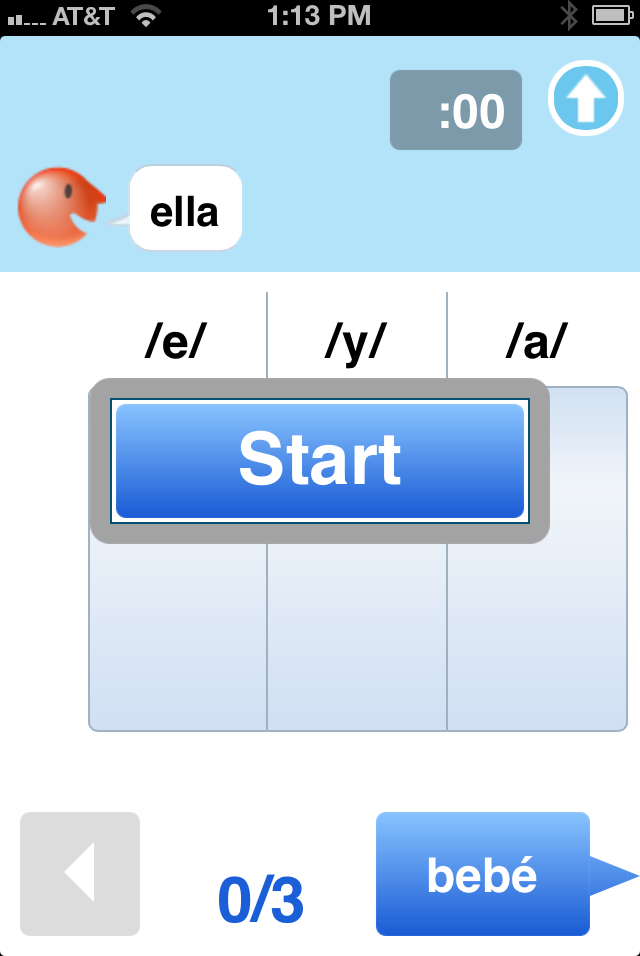 AT&T 1:13 PM
:00
ella
/e/ /y/ /a/
Start
0/3
bebé